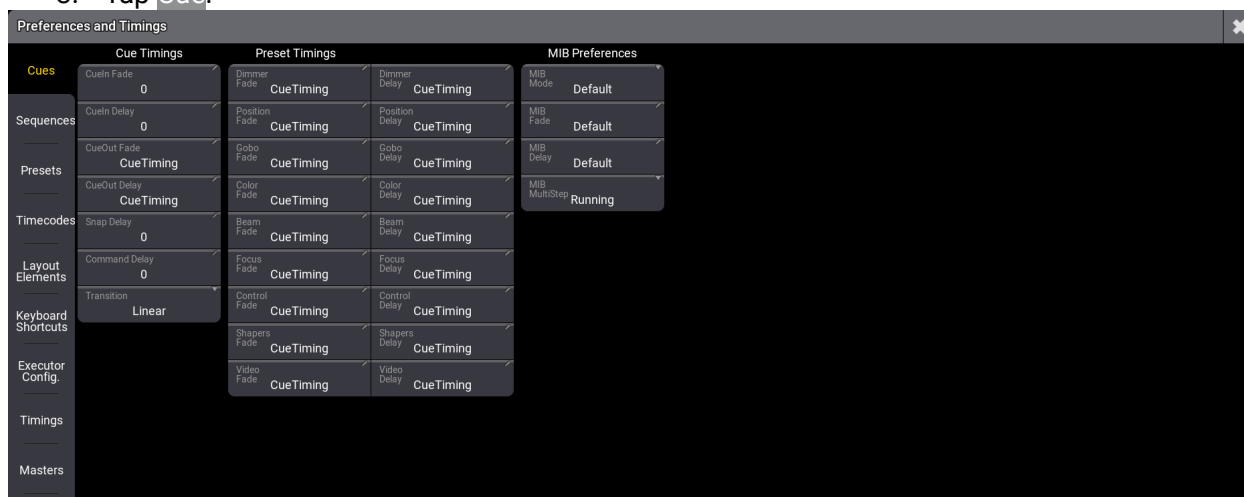 Tap Cue.
Preferences and Timings
Cues
Sequences
Presets
Timecodes
Layout
Elements
Keyboard
Shortcuts
Executor
Config.
Timings
Masters
Cue Timings
CueIn Fade
0
CueIn Delay
0
CueOut Fade
CueTiming
CueOut Delay
CueTiming
Snap Delay
0
Command Delay
0
Transition
Linear
Preset Timings
Dimmer
Fade CueTiming
Dimmer
Delay CueTiming
Position
Fade CueTiming
Position
Delay CueTiming
Gobo
Fade CueTiming
Gobo
Delay CueTiming
Color
Fade CueTiming
Color
Delay CueTiming
Beam
Fade CueTiming
Beam
Delay CueTiming
Focus
Fade CueTiming
Focus
Delay CueTiming
Control
Fade CueTiming
Control
Delay CueTiming
Shapers
Fade CueTiming
Shapers
Delay CueTiming
Video
Fade CueTiming
Video
Delay CueTiming
MIB Preferences
MIB
Mode Default
MIB
Fade Default
MIB
Delay Default
MIB
MultiStep Running